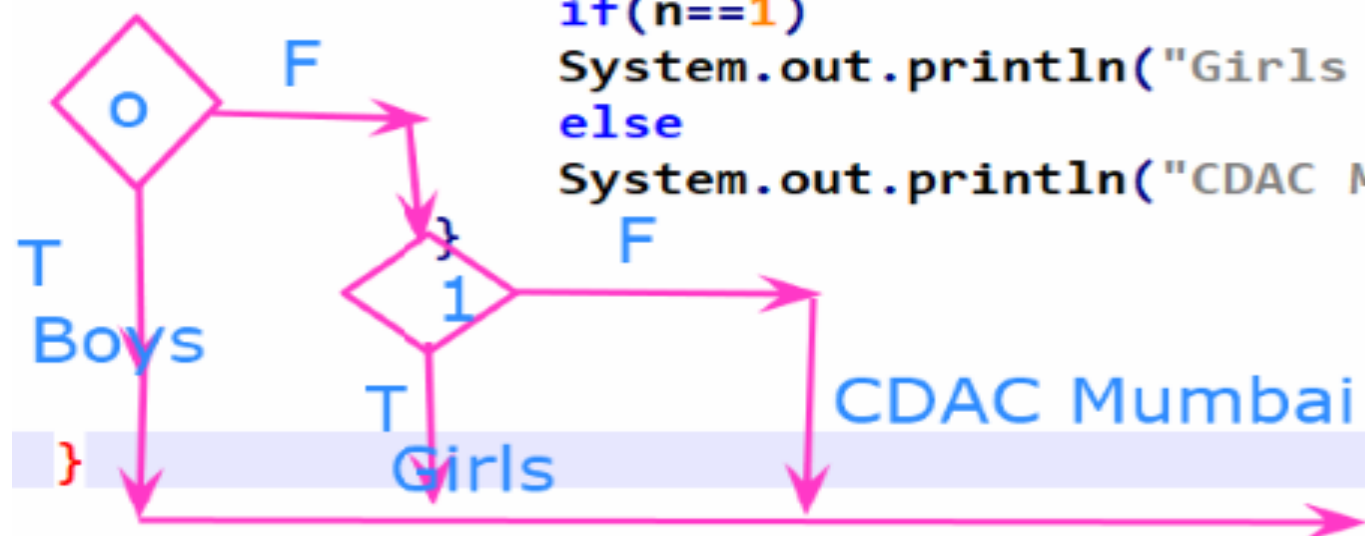 if(n==1)
F
System.out.println("Girls
o
else
System.out.println("CDAC
}
F
T
1
Boys
T
CDAC Mumbai
}
Girls